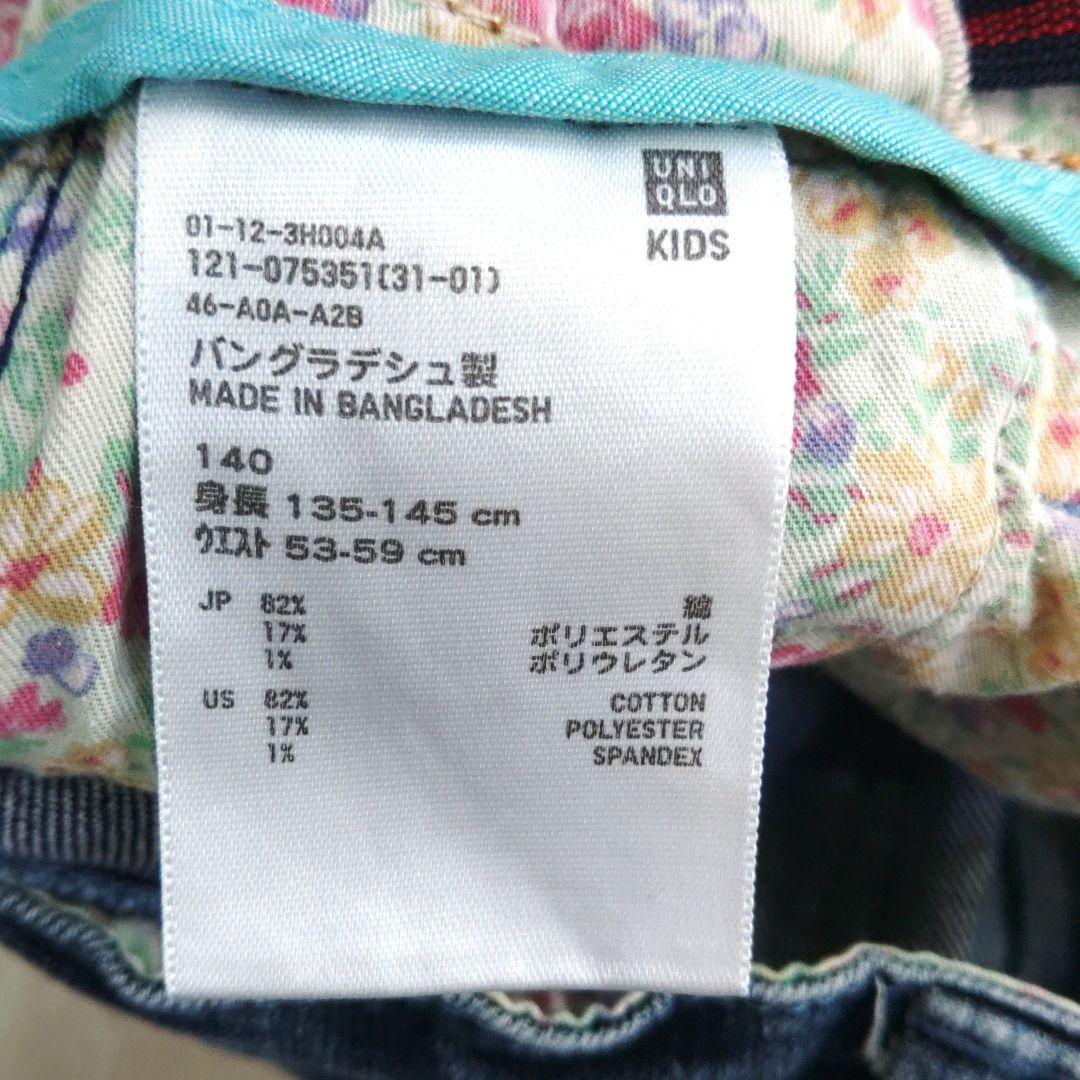 UNI
QLO
KIDS
01-12-3H004A
121-075351(31-01)
46-A0A-A2B
バングラデシュ製
MADE IN BANGLADESH
140
身長 135-145 cm
ウエスト 53-59 cm
JP 82% 綿
17% ポリエステル
1% ポリウレタン
US 82% COTTON
17% POLYESTER
1% SPANDEX